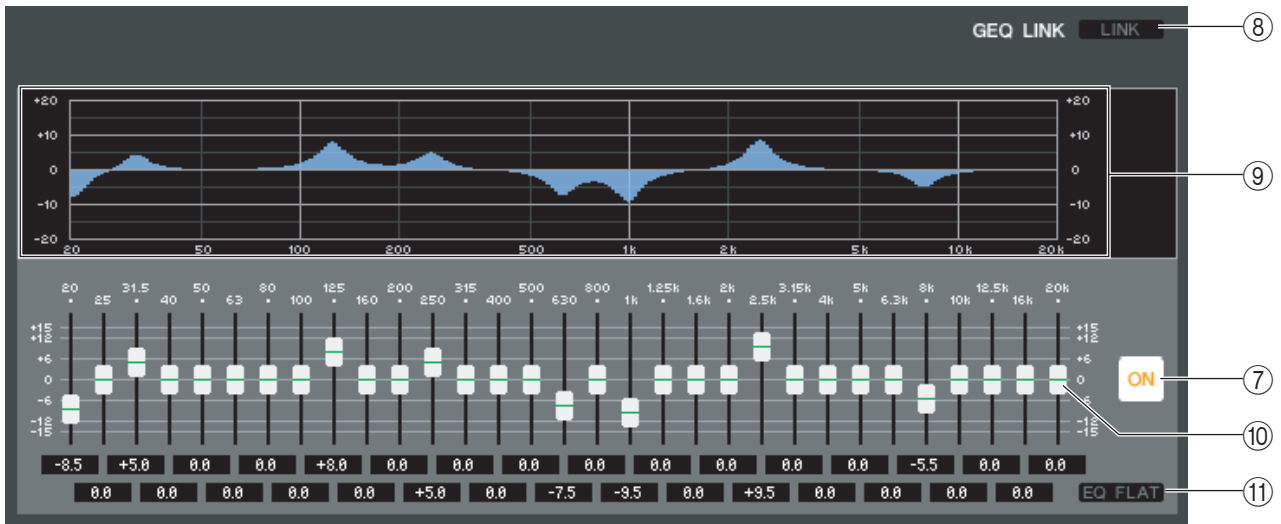 GEQ LINK LINK ⑧
+20 +20
+10 +10
0 0 ⑨
-10 -10
-20 -20
20 50 100 200 500 1k 2k 5k 10k 20k
20 31.5 50 80 125 200 315 500 800 1.25k 2k 3.15k 5k 8k 12.5k 20k
25 40 63 100 160 250 400 630 1k 1.6k 2.5k 4k 6.3k 10k 16k
+15 +15
+12 +12
+6 +6
0 0 ON ⑦
-6 -6
-12 -12 ⑩
-15 -15
-8.5 +5.0 0.0 0.0 +8.0 0.0 0.0 0.0 0.0 0.0 0.0 0.0 0.0 -5.5 0.0 0.0
0.0 0.0 0.0 0.0 0.0 +5.0 0.0 -7.5 -9.5 0.0 +9.5 0.0 0.0 0.0 0.0 EQ FLAT ⑪